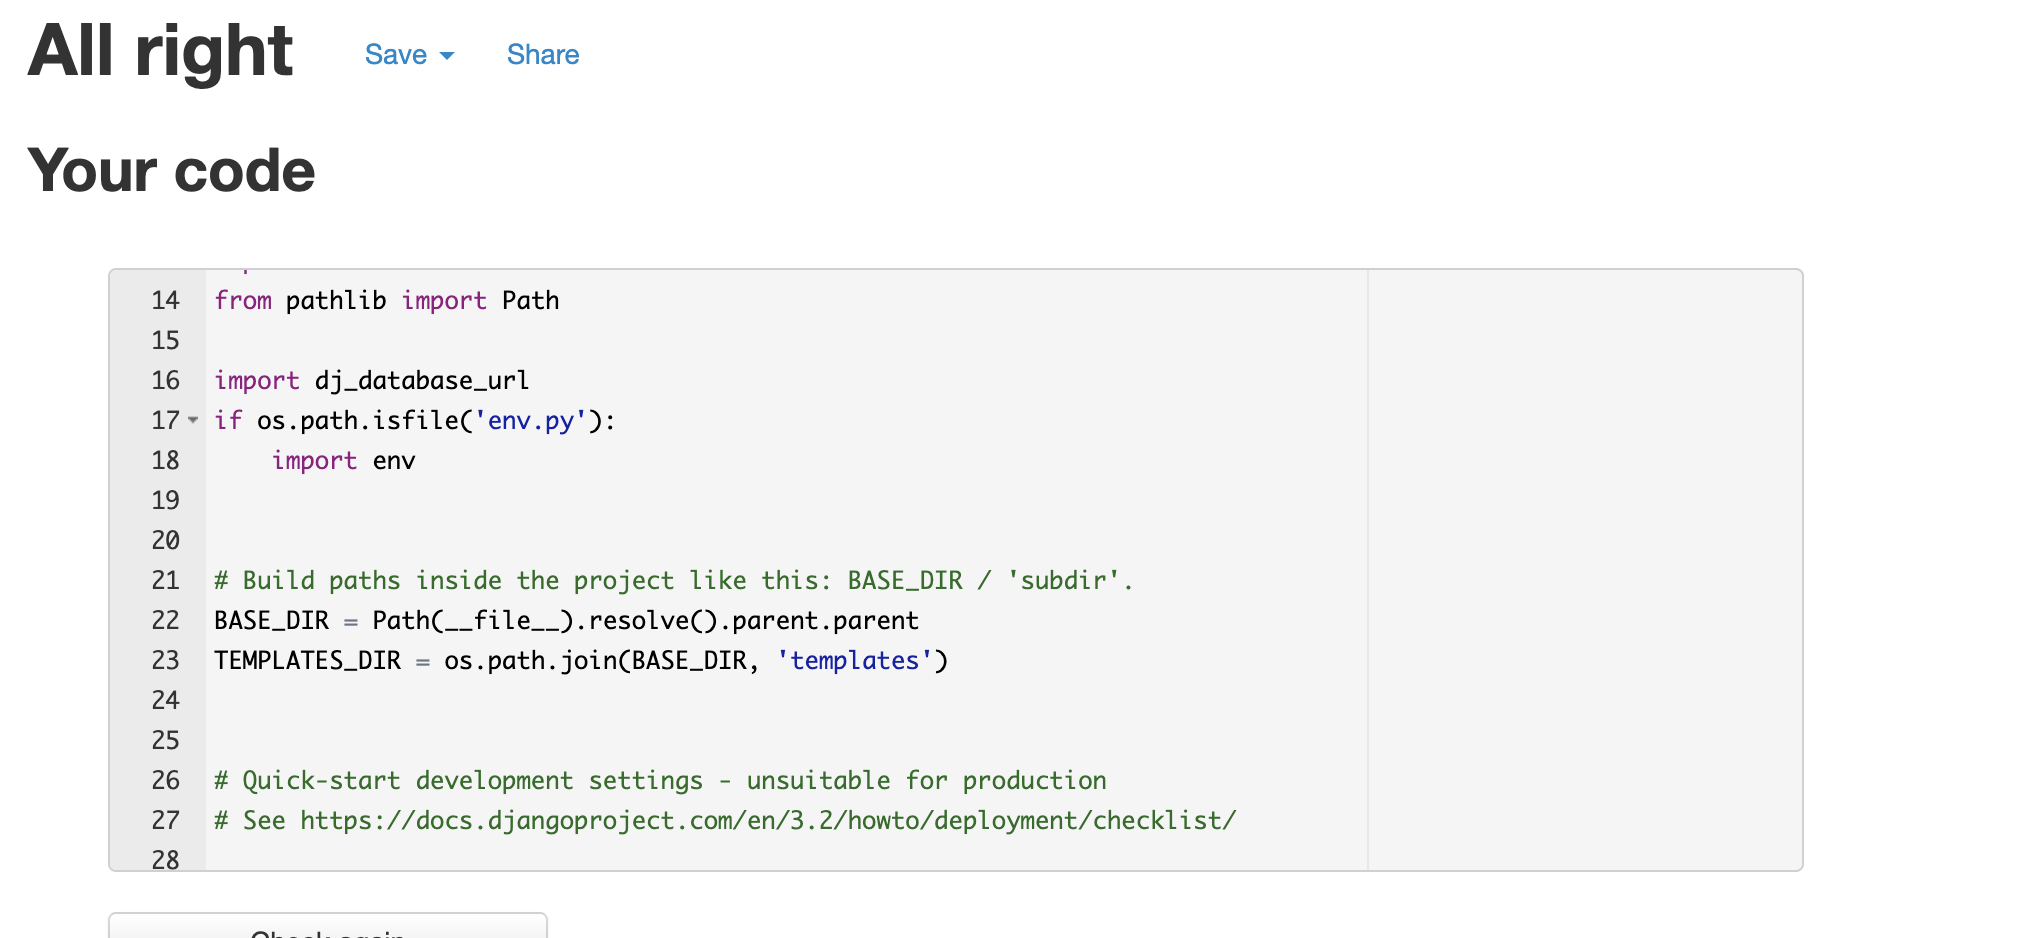 All right
Save
Share
Your code
14 from pathlib import Path
15
16 import dj_database_url
17 if os.path.isfile('env.py'):
18     import env
19
20
21 # Build paths inside the project like this: BASE_DIR / 'subdir'.
22 BASE_DIR = Path(__file__).resolve().parent.parent
23 TEMPLATES_DIR = os.path.join(BASE_DIR, 'templates')
24
25
26 # Quick-start development settings - unsuitable for production
27 # See https://docs.djangoproject.com/en/3.2/howto/deployment/checklist/
28
Check again